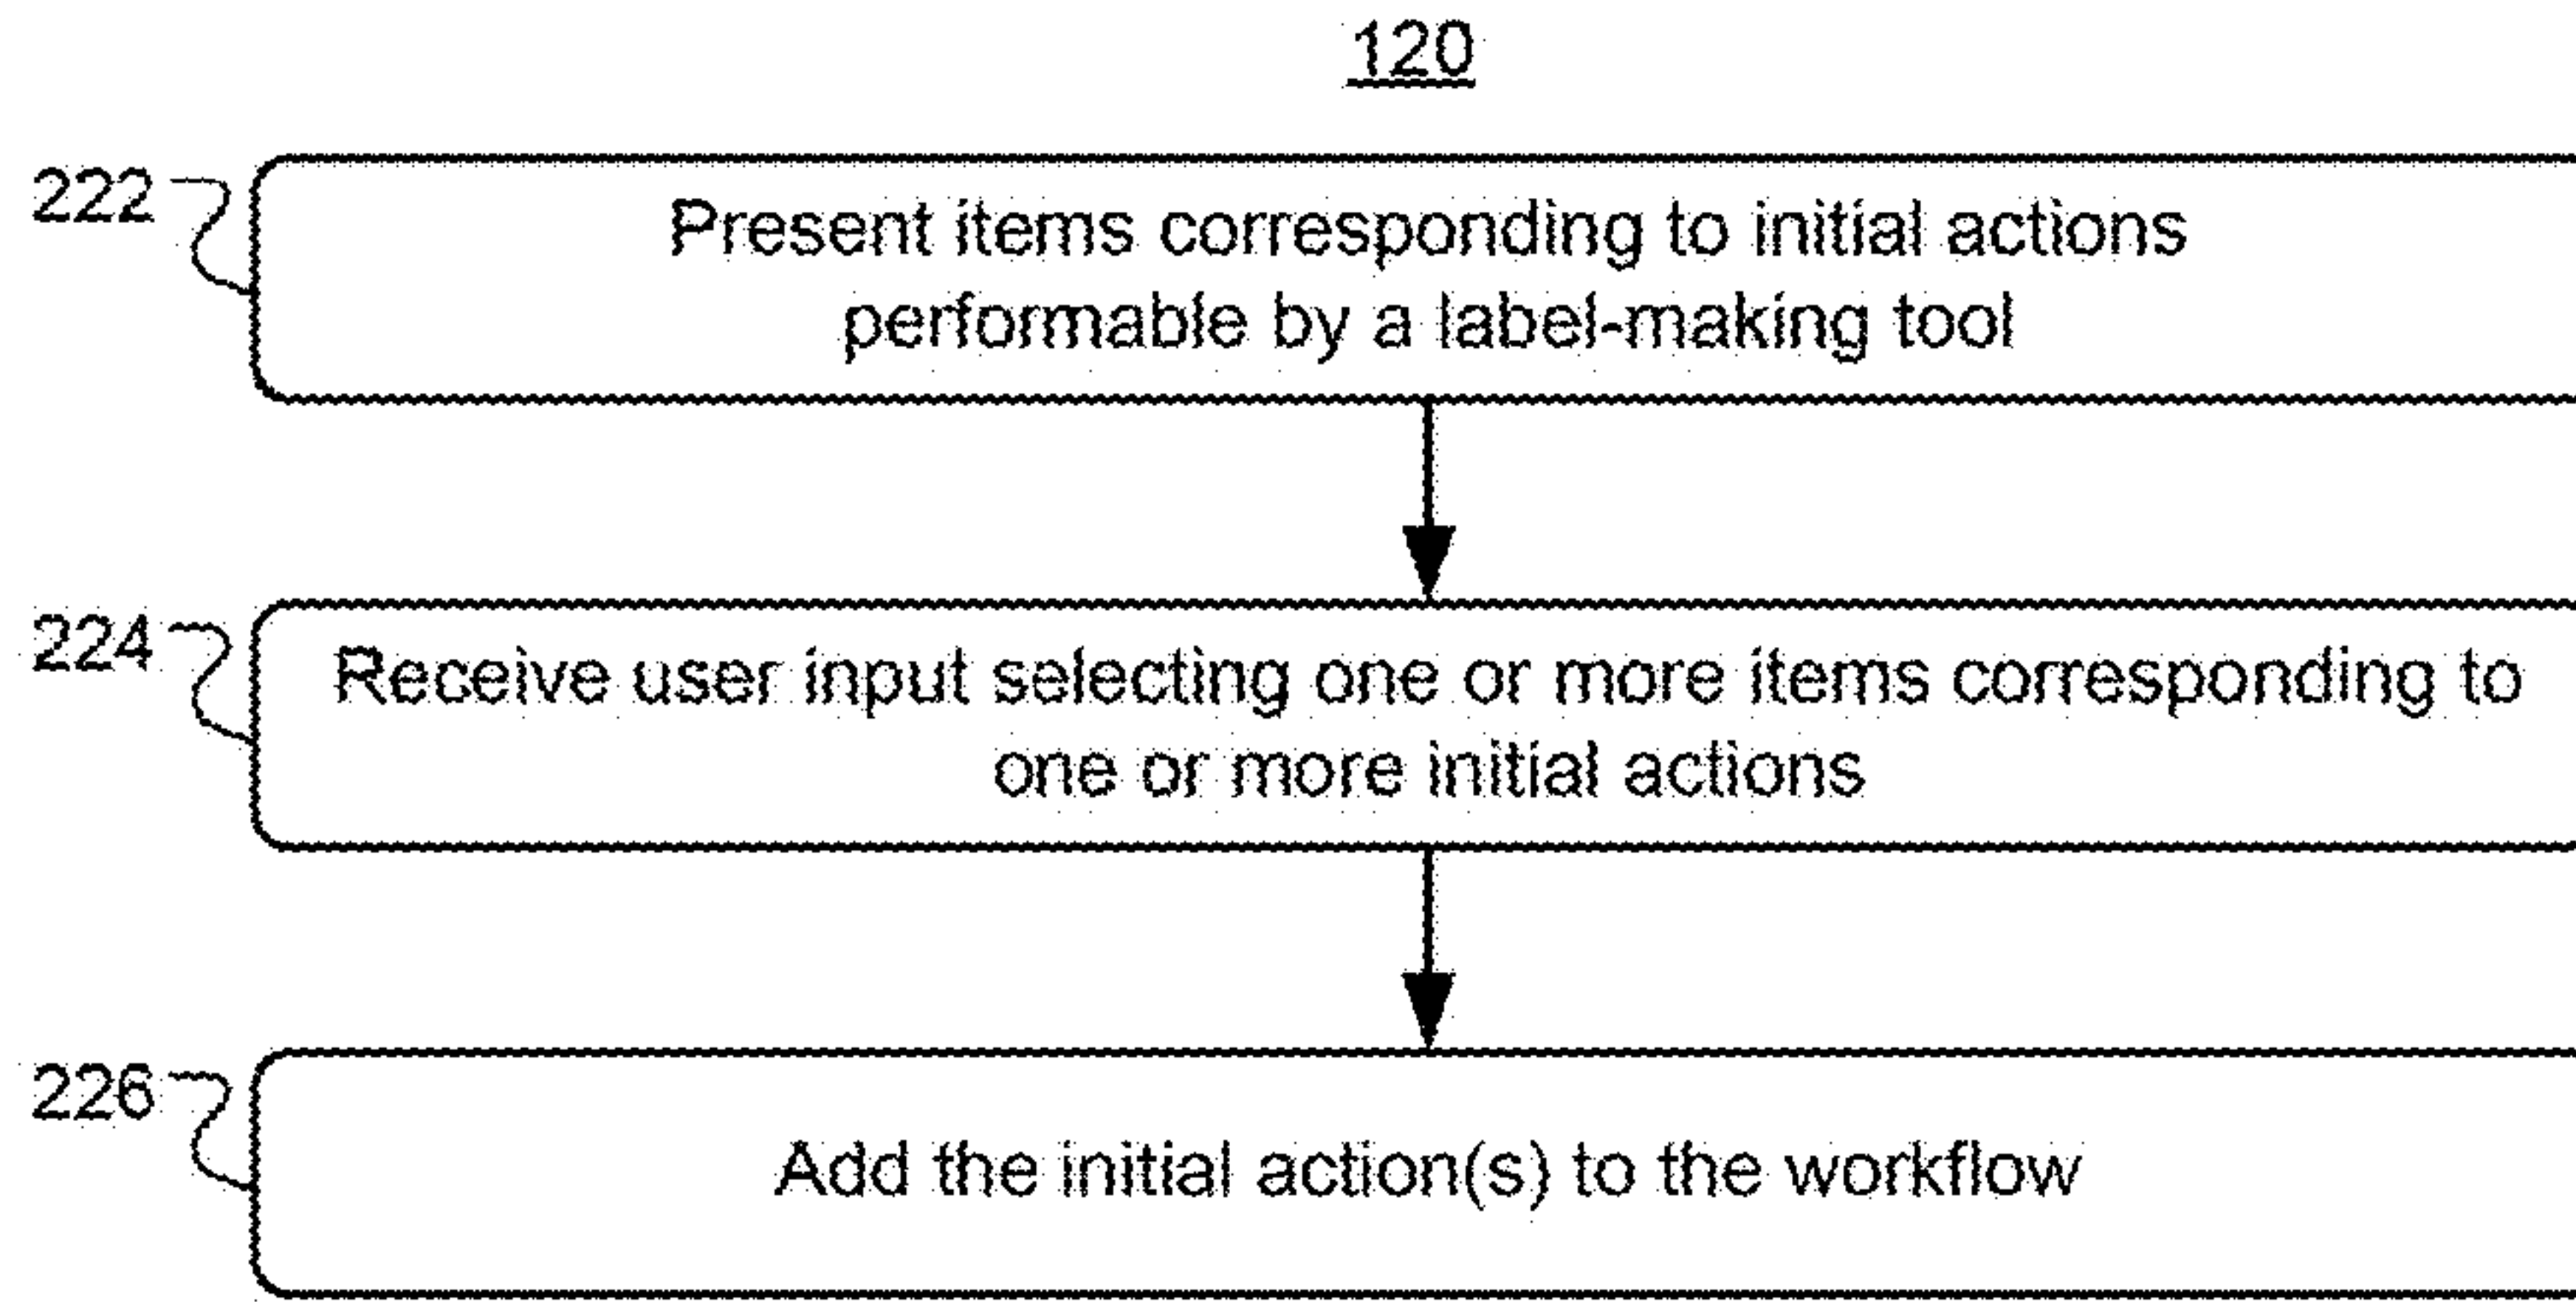 120
222
Present items corresponding to initial actions
performable by a label-making tool
224
Receive user input selecting one or more items corresponding to
one or more initial actions
226
Add the initial action(s) to the workflow